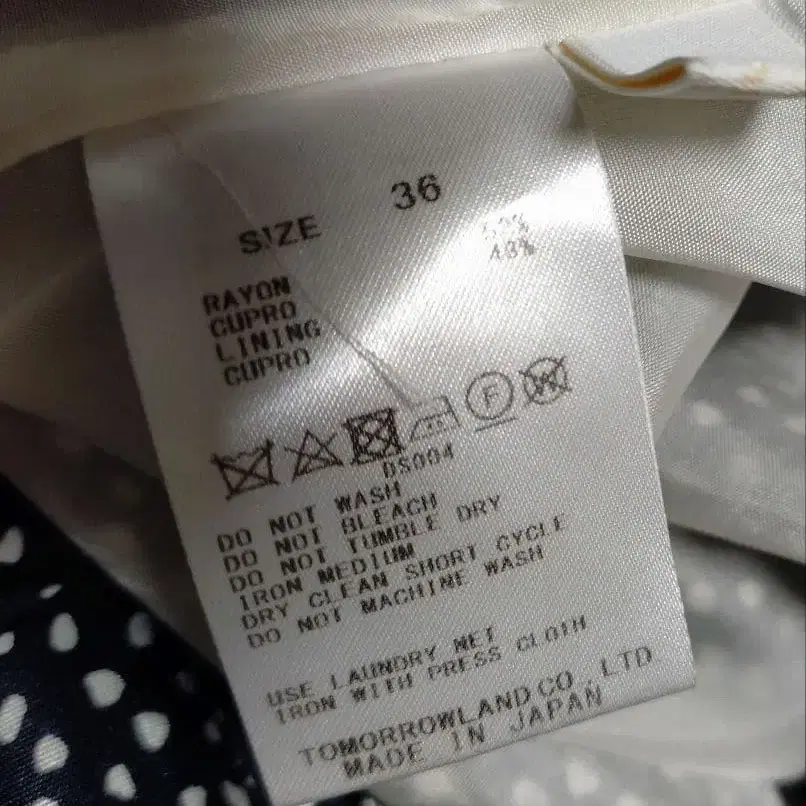 SIZE 36
RAYON
CUPRO 48%
LINING
CUPRO
F W
DS004
DO NOT WASH
DO NOT BLEACH
DO NOT TUMBLE DRY
IRON MEDIUM
DRY CLEAN SHORT CYCLE
DO NOT MACHINE WASH
USE LAUNDRY NET
IRON WITH PRESS CLOTH
TOMORROWLAND CO., LTD.
MADE IN JAPAN